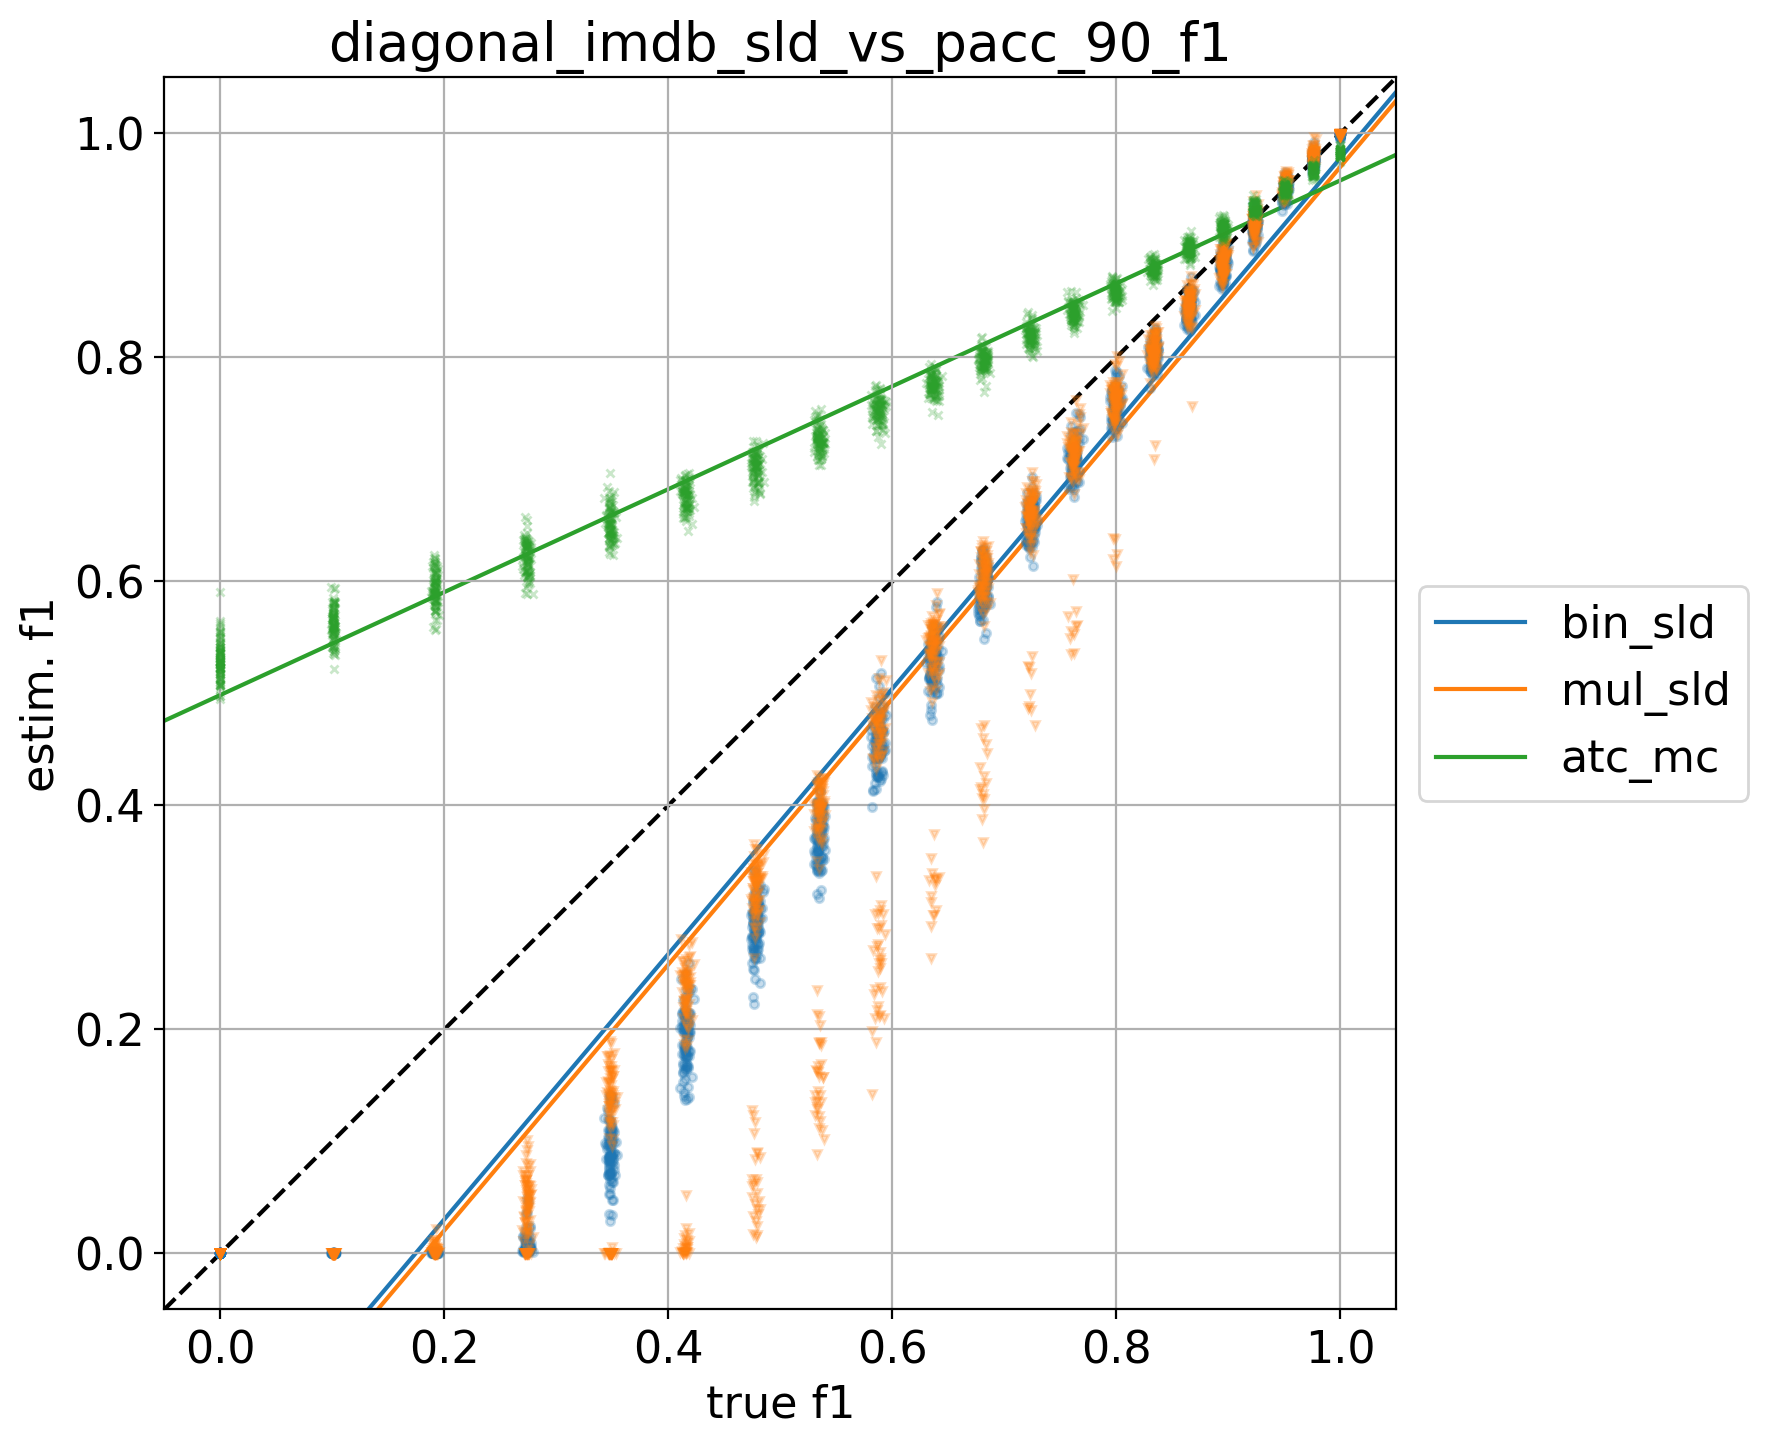 diagonal_imdb_sld_vs_pacc_90_f1
estim. f1
1.0
0.8
0.6
0.4
0.2
0.0
0.0 0.2 0.4 0.6 0.8 1.0
true f1
bin_sld
mul_sld
atc_mc